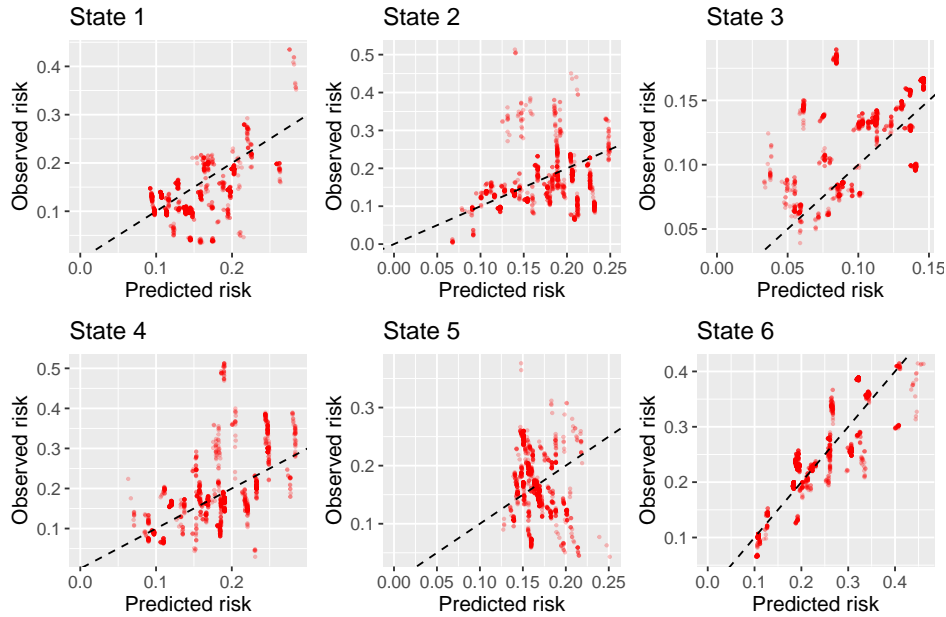 State 1
State 2
State 3
Observed risk
0.4
0.3
0.2
0.1
0.0
0.1
0.2
Predicted risk
Observed risk
0.5
0.4
0.3
0.2
0.1
0.0
0.00
0.05
0.10
0.15
0.20
0.25
Predicted risk
Observed risk
0.15
0.10
0.05
0.00
0.05
0.10
0.15
Predicted risk
State 4
State 5
State 6
Observed risk
0.5
0.4
0.3
0.2
0.1
0.0
0.1
0.2
Predicted risk
Observed risk
0.3
0.2
0.1
0.00
0.05
0.10
0.15
0.20
0.25
Predicted risk
Observed risk
0.4
0.3
0.2
0.1
0.0
0.1
0.2
0.3
0.4
Predicted risk